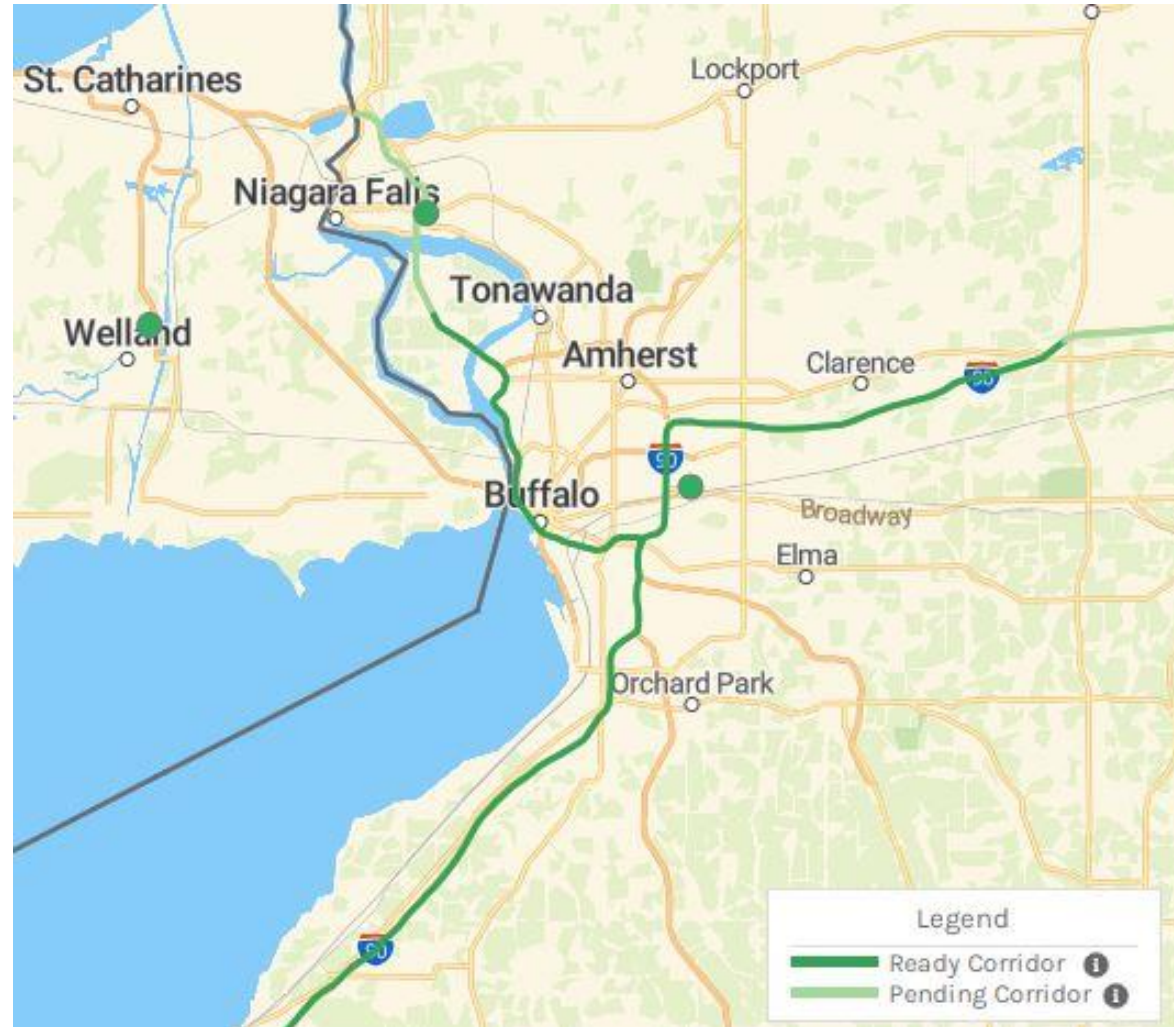 St. Catharines
Lockport
Niagara Falls
Tonawanda
Welland
Amherst
Clarence
90
90
Buffalo
Broadway
Elma
Orchard Park
90
Legend
Ready Corridor i
Pending Corridor i